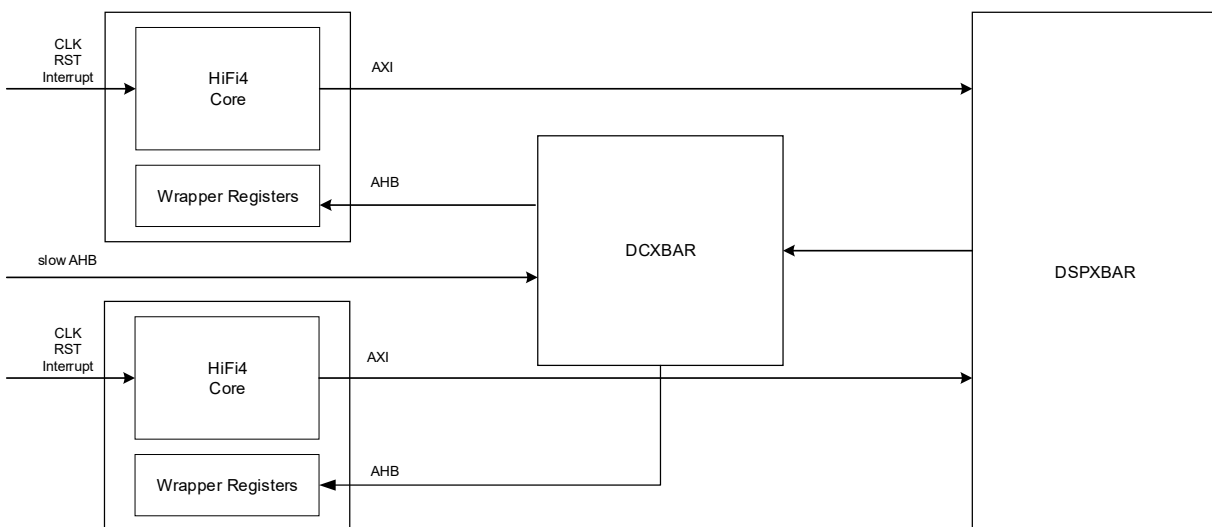 CLK
RST
Interrupt
HiFi4
Core
AXI
Wrapper Registers
AHB
slow AHB
DCXBAR
DSPXBAR
CLK
RST
Interrupt
HiFi4
Core
AXI
Wrapper Registers
AHB